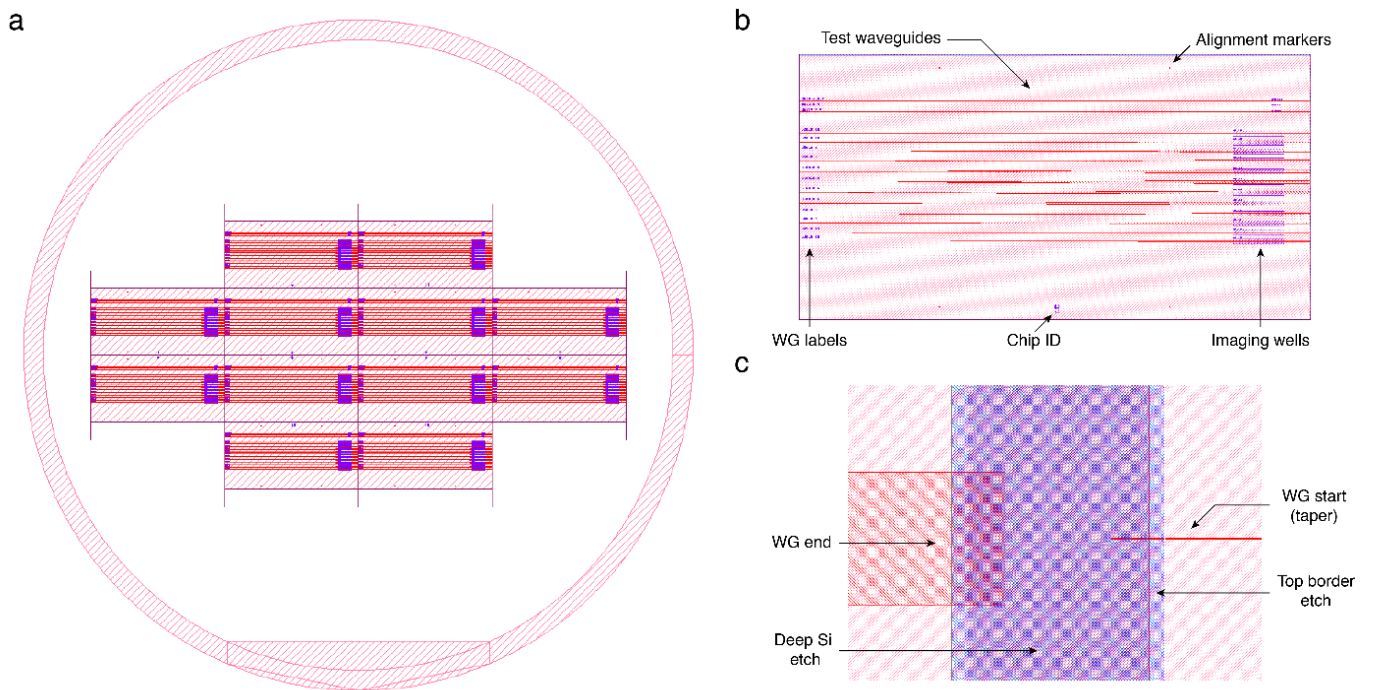 a
b
Test waveguides
Alignment markers
WG labels
Chip ID
Imaging wells
c
WG start
(taper)
WG end
Top border
etch
Deep Si
etch